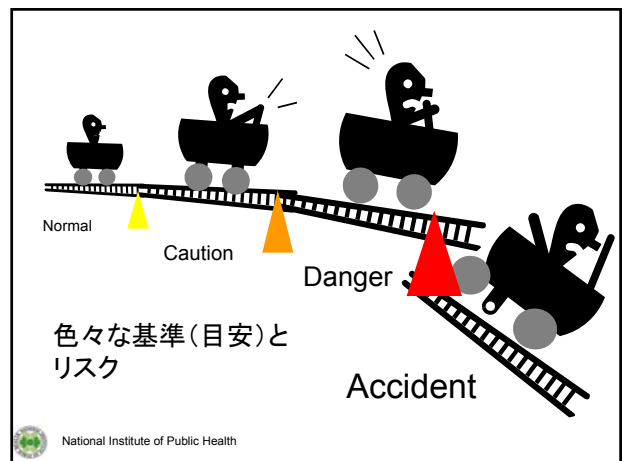 Normal
Caution
Danger
Accident
色々な基準（目安）と
リスク
National Institute of Public Health